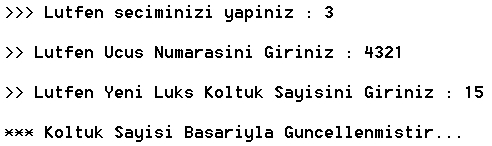 >>> Lutfen seciminizi yapiniz : 3
>> Lutfen Ucus Numarasini Giriniz : 4321
>> Lutfen Yeni Luks Koltuk Sayisini Giriniz : 15
*** Koltuk Sayisi Basariyla Guncellenmistir...